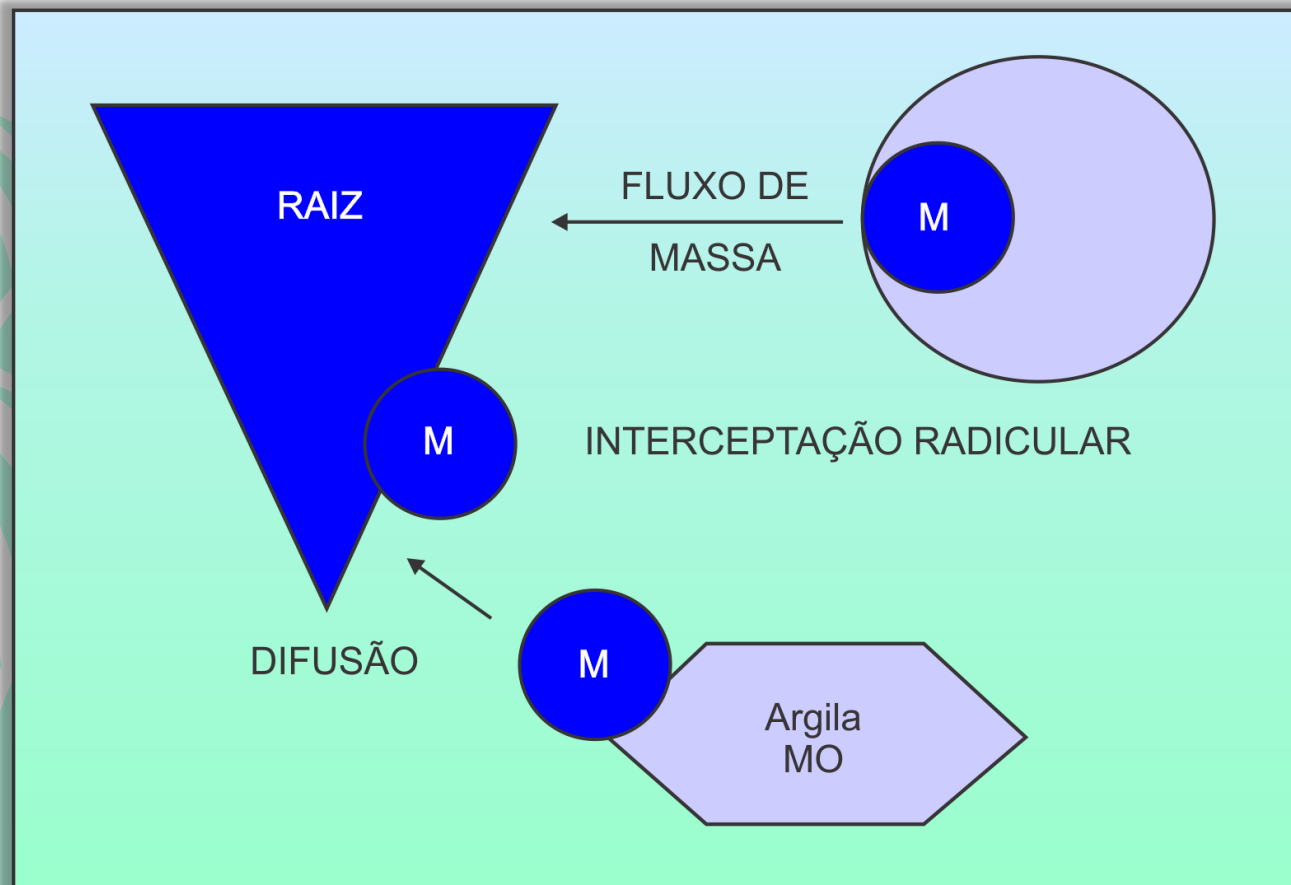 RAIZ
FLUXO DE
MASSA
M
M
INTERCEPTAÇÃO RADICULAR
DIFUSÃO
M
Argila
MO